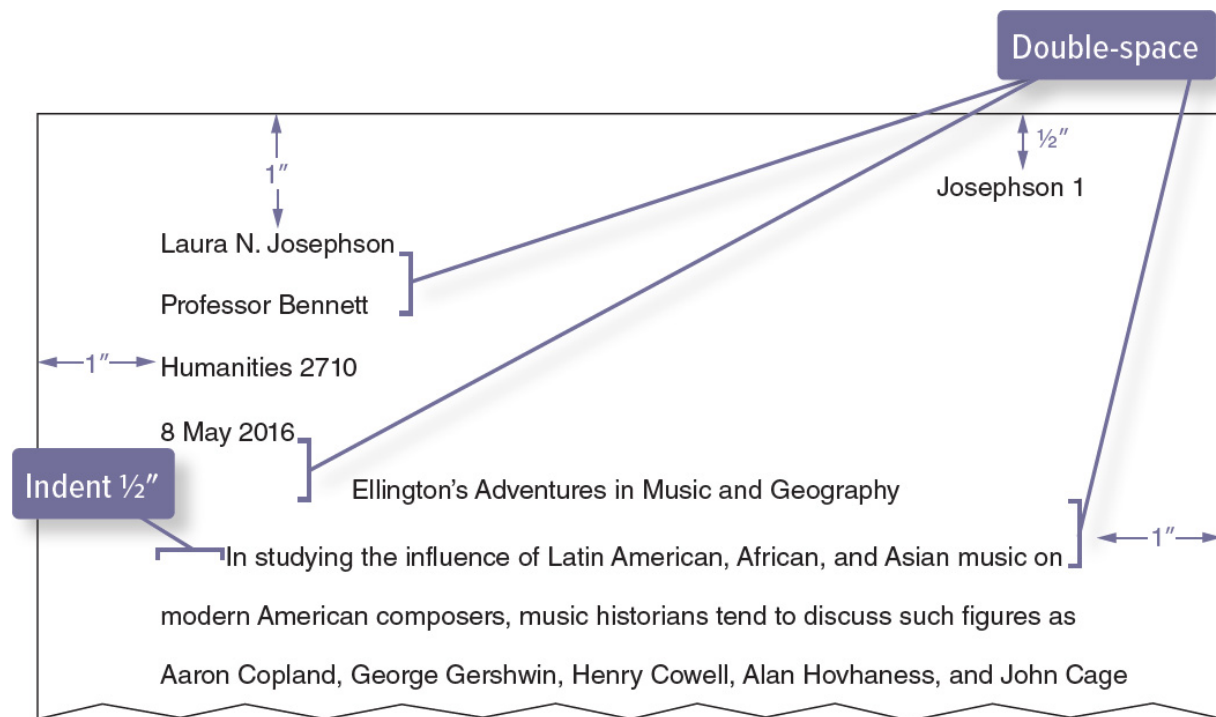 Double-space
½″
1″
Josephson 1
Laura N. Josephson
Professor Bennett
1″
Humanities 2710
8 May 2016
Indent ½″
Ellington’s Adventures in Music and Geography
In studying the influence of Latin American, African, and Asian music on
1″
modern American composers, music historians tend to discuss such figures as
Aaron Copland, George Gershwin, Henry Cowell, Alan Hovhaness, and John Cage